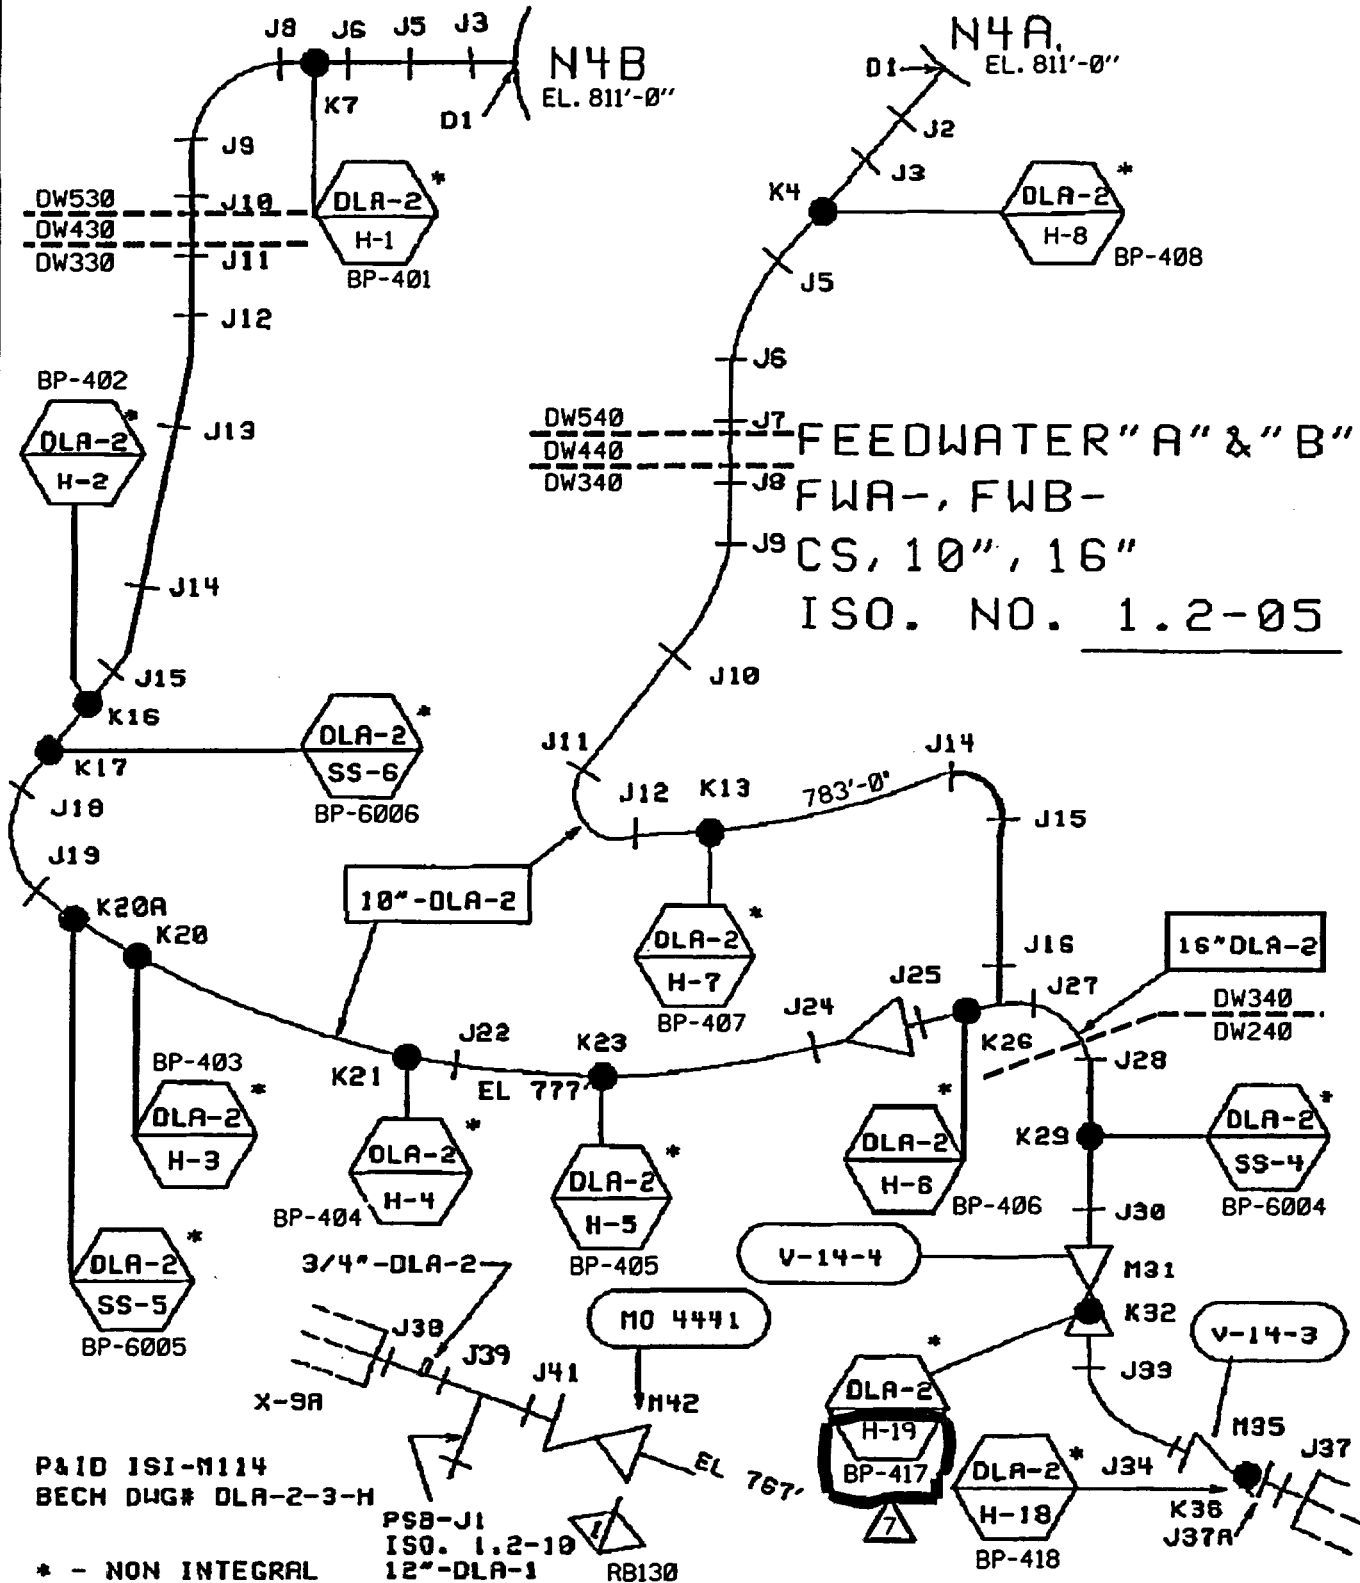 J8
J6
J5
J3
N4B
EL. 811'-0"
D1
K7
N4A.
EL. 811'-0"
D1
J2
J3
K4
J5
J6
DLA-2
H-8
*
BP-408
J9
DW530
J10
DW430
DW330
J11
J12
DLA-2
H-1
*
BP-401
BP-402
DLA-2
H-2
*
J13
J14
J15
K16
K17
J18
J19
DLA-2
SS-6
*
BP-6006
DW540
J7
DW440
DW340
J8
J9
FEEDWATER"A"&"B"
FWA-, FWB-
CS, 10", 16"
ISO. NO. 1.2-05
J10
J11
J12
K13
783'-0"
J14
J15
J16
10"-DLA-2
K20A
K20
DLA-2
H-7
*
BP-407
16"DLA-2
DW340
DW240
J25
J27
J24
K26
J28
K23
J22
K21
EL 777'
BP-403
DLA-2
H-3
*
DLA-2
H-4
*
BP-404
DLA-2
H-5
*
BP-405
DLA-2
H-6
*
BP-406
K29
DLA-2
SS-4
*
BP-6004
J30
DLA-2
SS-5
*
BP-6005
3/4"-DLA-2
V-14-4
M31
K32
MO 4441
V-14-3
J33
J38
J39
J41
M42
X-9A
EL 767'
DLA-2
H-19
*
BP-417
7
DLA-2
H-18
*
BP-418
J34
M35
J37
K36
J37A
P&ID ISI-M114
BECH DWG# DLA-2-3-H
* - NON INTEGRAL
PSB-J1
ISO. 1.2-10
12"-DLA-1
1
RB130